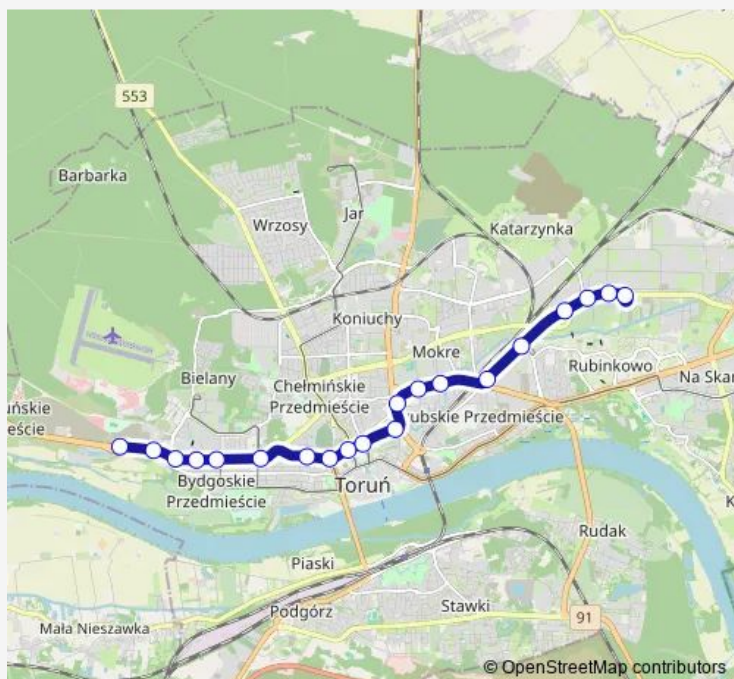 553
Barbarka
Jar
Wrzosy
Katarzynka
Koniuchy
Mokre
Bielany
Rubinkowo
Chełmińskie
Przedmieście
Na Skar
uńskie
eście
rubskie Przedmieście
Bydgoskie
Przedmieście
Toruń
Rudak
Piaski
Podgórz
Stawki
91
Mała Nieszawka
© OpenStreetMap contributors